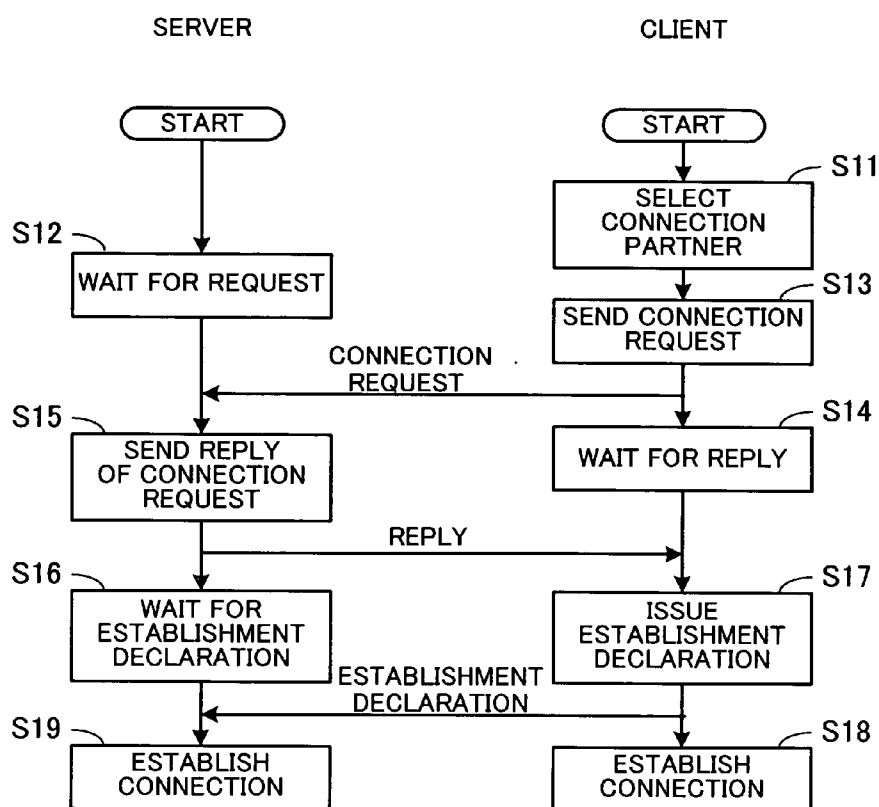 SERVER
CLIENT
START
START
S11
SELECT
CONNECTION
PARTNER
S12
WAIT FOR REQUEST
S13
SEND CONNECTION
REQUEST
CONNECTION
REQUEST
S15
SEND REPLY
OF CONNECTION
REQUEST
S14
WAIT FOR REPLY
REPLY
S16
WAIT FOR
ESTABLISHMENT
DECLARATION
S17
ISSUE
ESTABLISHMENT
DECLARATION
ESTABLISHMENT
DECLARATION
S19
ESTABLISH
CONNECTION
S18
ESTABLISH
CONNECTION